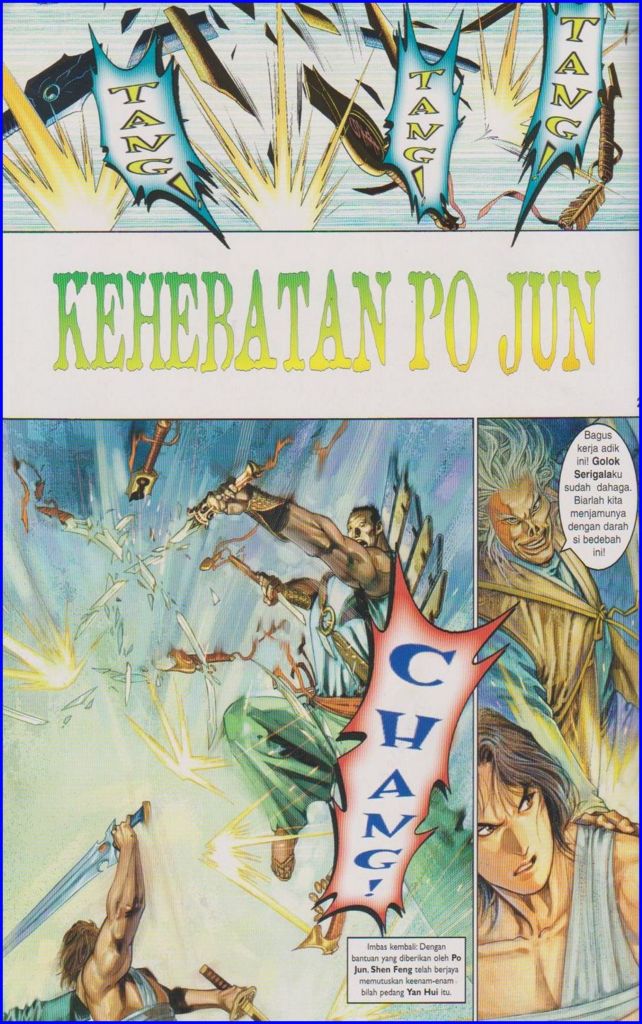 TANG!
TANG!
TANG!
KEHEBATAN PO JUN
Bagus
kerja adik
ini! Golok
Serigalaku
sudah dahaga.
Biarlah kita
menjamunya
dengan darah
si bedebah
ini!
CHANG!
Imbas kembali: Dengan
bantuan yang diberikan oleh Po
Jun, Shen Feng telah berjaya
memutuskan keenam-enam
bilah pedang Yan Hui itu.